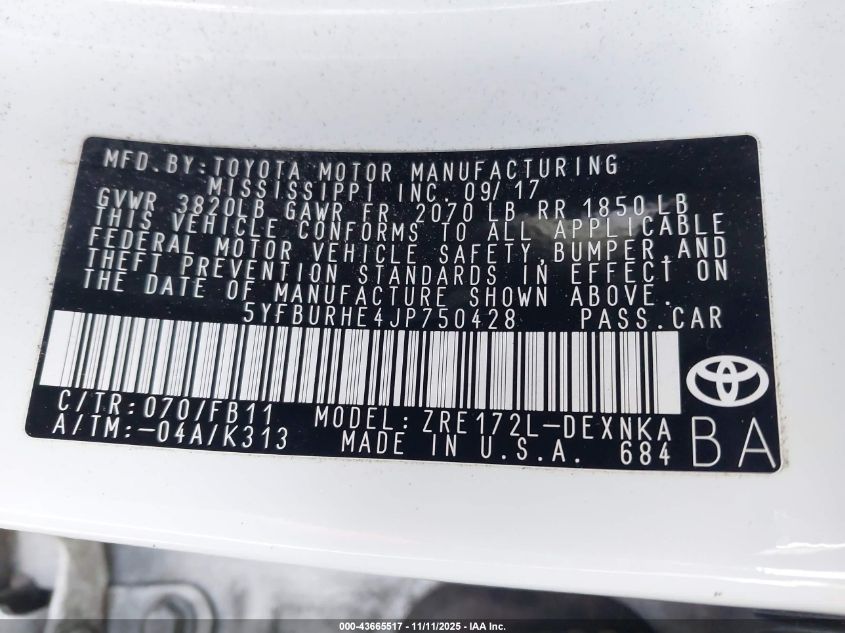 MFD.BY:TOYOTA MOTOR MANUFACTURING
MISSISSIPPI INC. 09/17
GVWR 3820LB GAWR FR. 2070 LB RR 1850 LB
THIS VEHICLE CONFORMS TO ALL APPLICABLE
FEDERAL MOTOR VEHICLE SAFETY,BUMPER,AND
THEFT PREVENTION STANDARDS IN EFFECT ON
THE DATE OF MANUFACTURE SHOWN ABOVE.
5YFBURHE4JP750428 PASS.CAR
C/TR:070/FB11 MODEL:ZRE172L-DEXNKA
A/TM:-04A/K313 MADE IN U.S.A. 684
BA
000-43665517 - 11/11/2025 - IAA Inc.